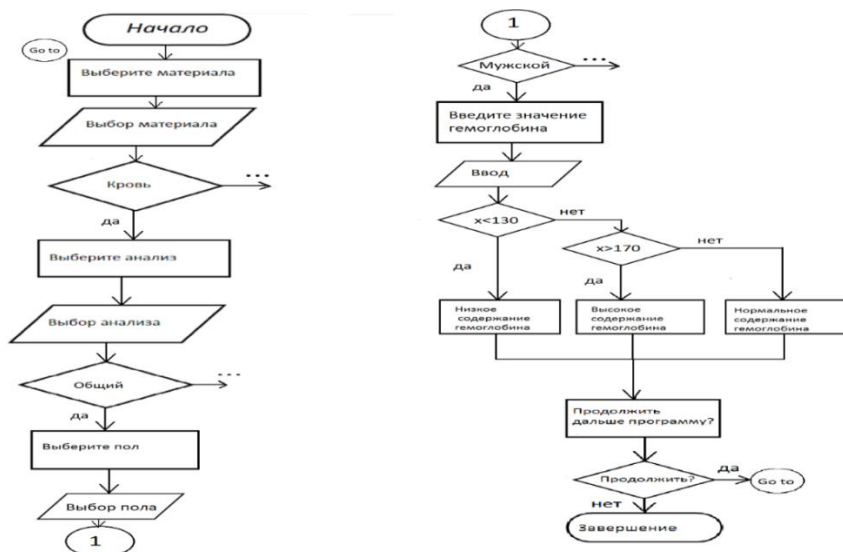 Начало
Go to
Выберите материала
Выбор материала
Кровь
...
да
Выберите анализ
Выбор анализа
Общий
...
да
Выберите пол
Выбор пола
1
1
Мужской
...
да
Введите значение
гемоглобина
Ввод
x<130
нет
x>170
нет
да
да
Низкое
содержание
гемоглобина
Высокое
содержание
гемоглобина
Нормальное
содержание
гемоглобина
Продолжить
дальше программу?
Продолжить?
да
Go to
нет
Завершение